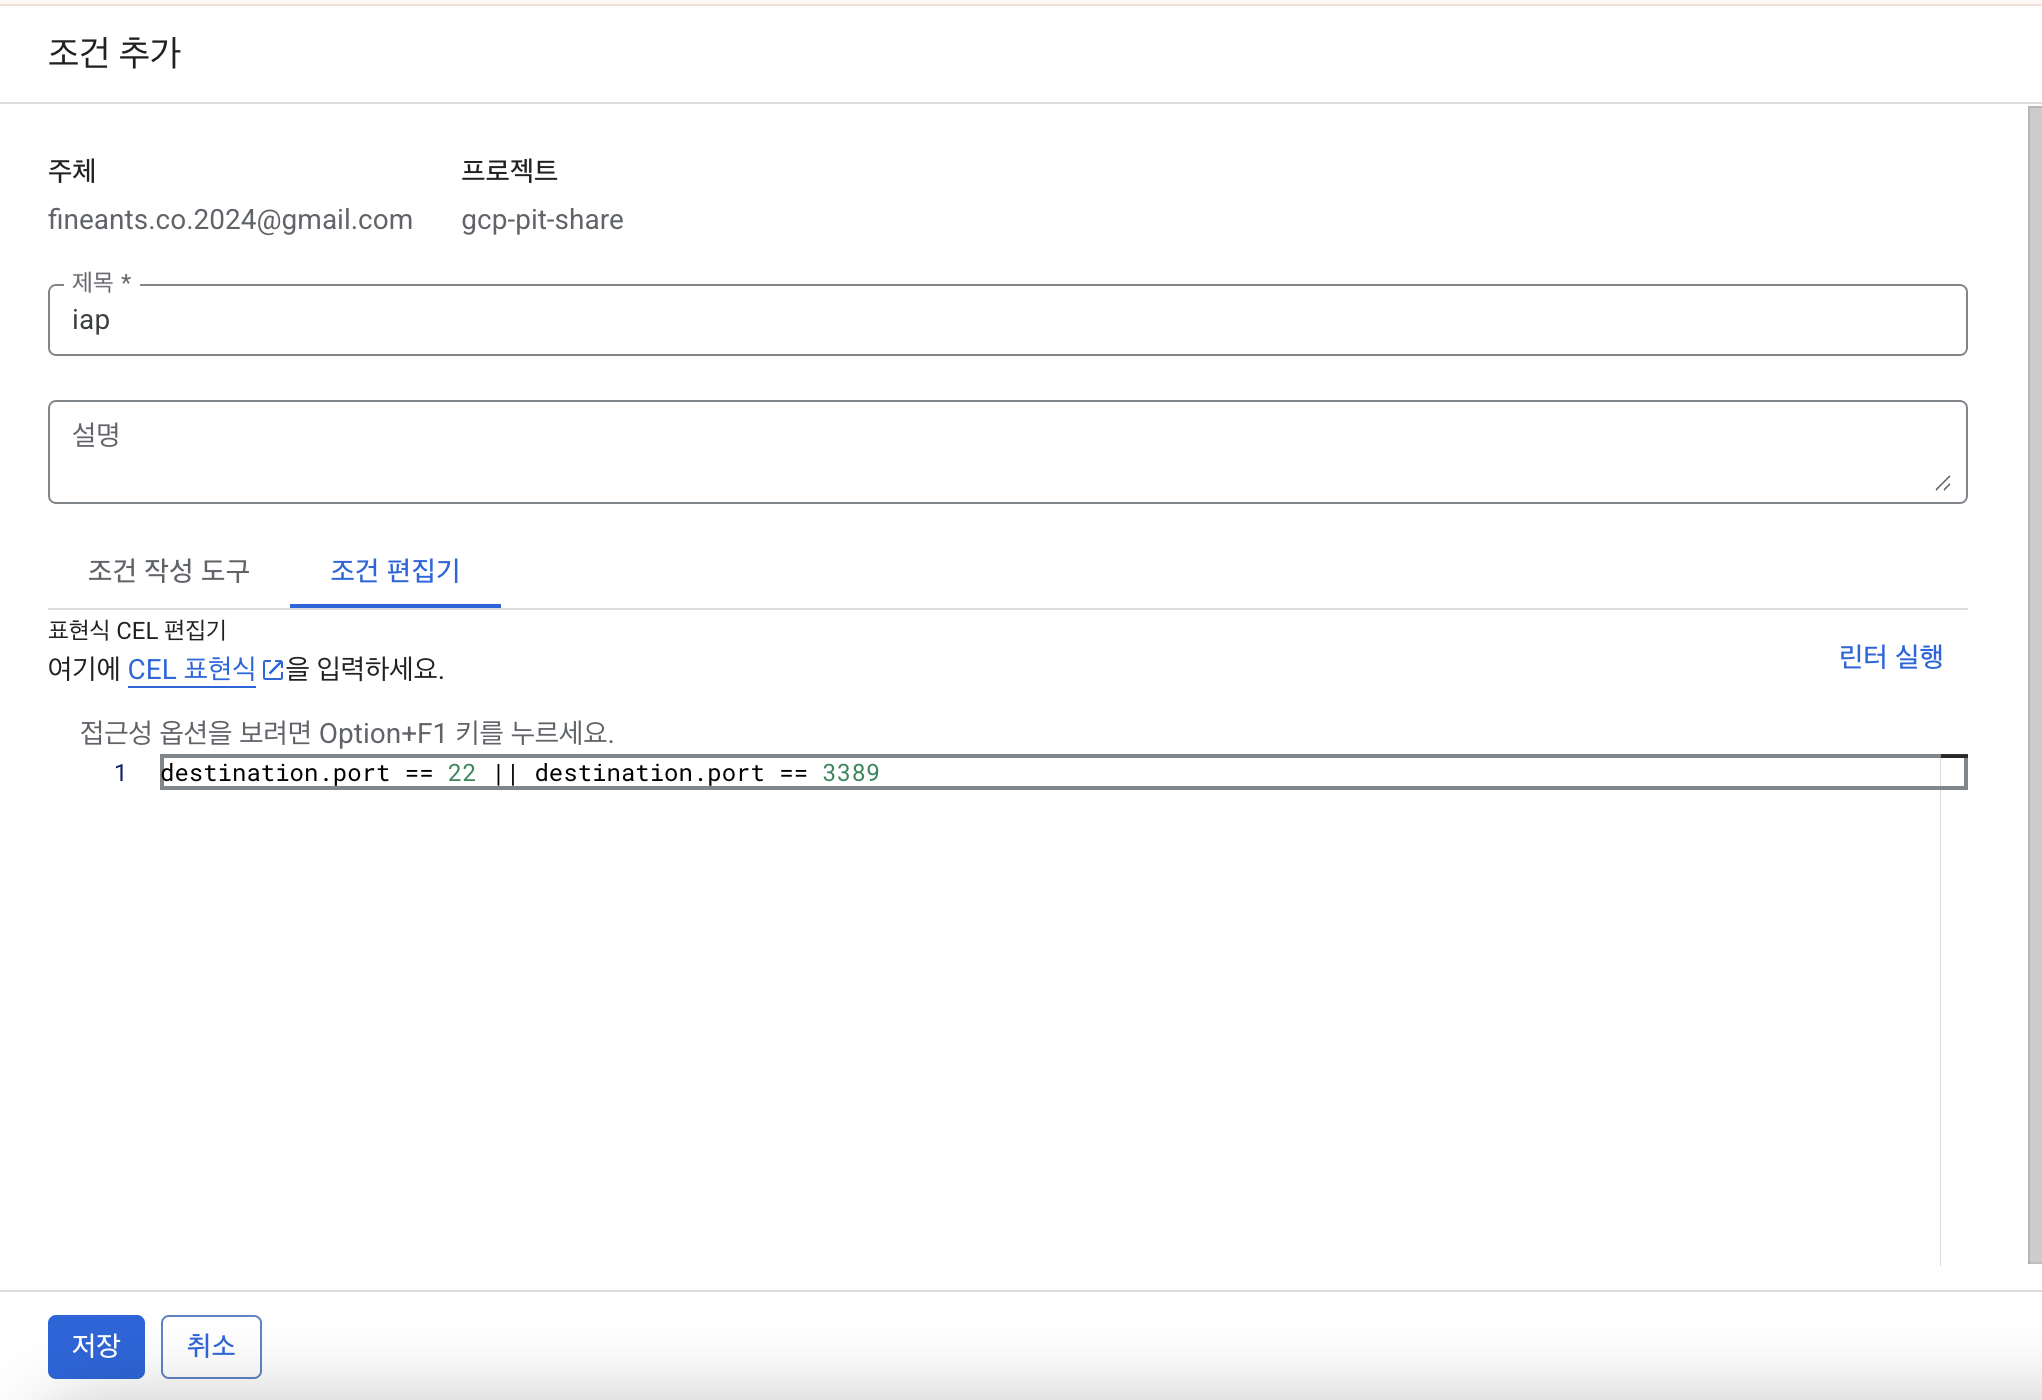 조건 추가
주체
프로젝트
fineants.co.2024@gmail.com
gcp-pit-share
제목 *
iap
설명
조건 작성 도구
조건 편집기
표현식 CEL 편집기
여기에 CEL 표현식을 입력하세요.
린터 실행
접근성 옵션을 보려면 Option+F1 키를 누르세요.
1 destination.port == 22 || destination.port == 3389
저장
취소